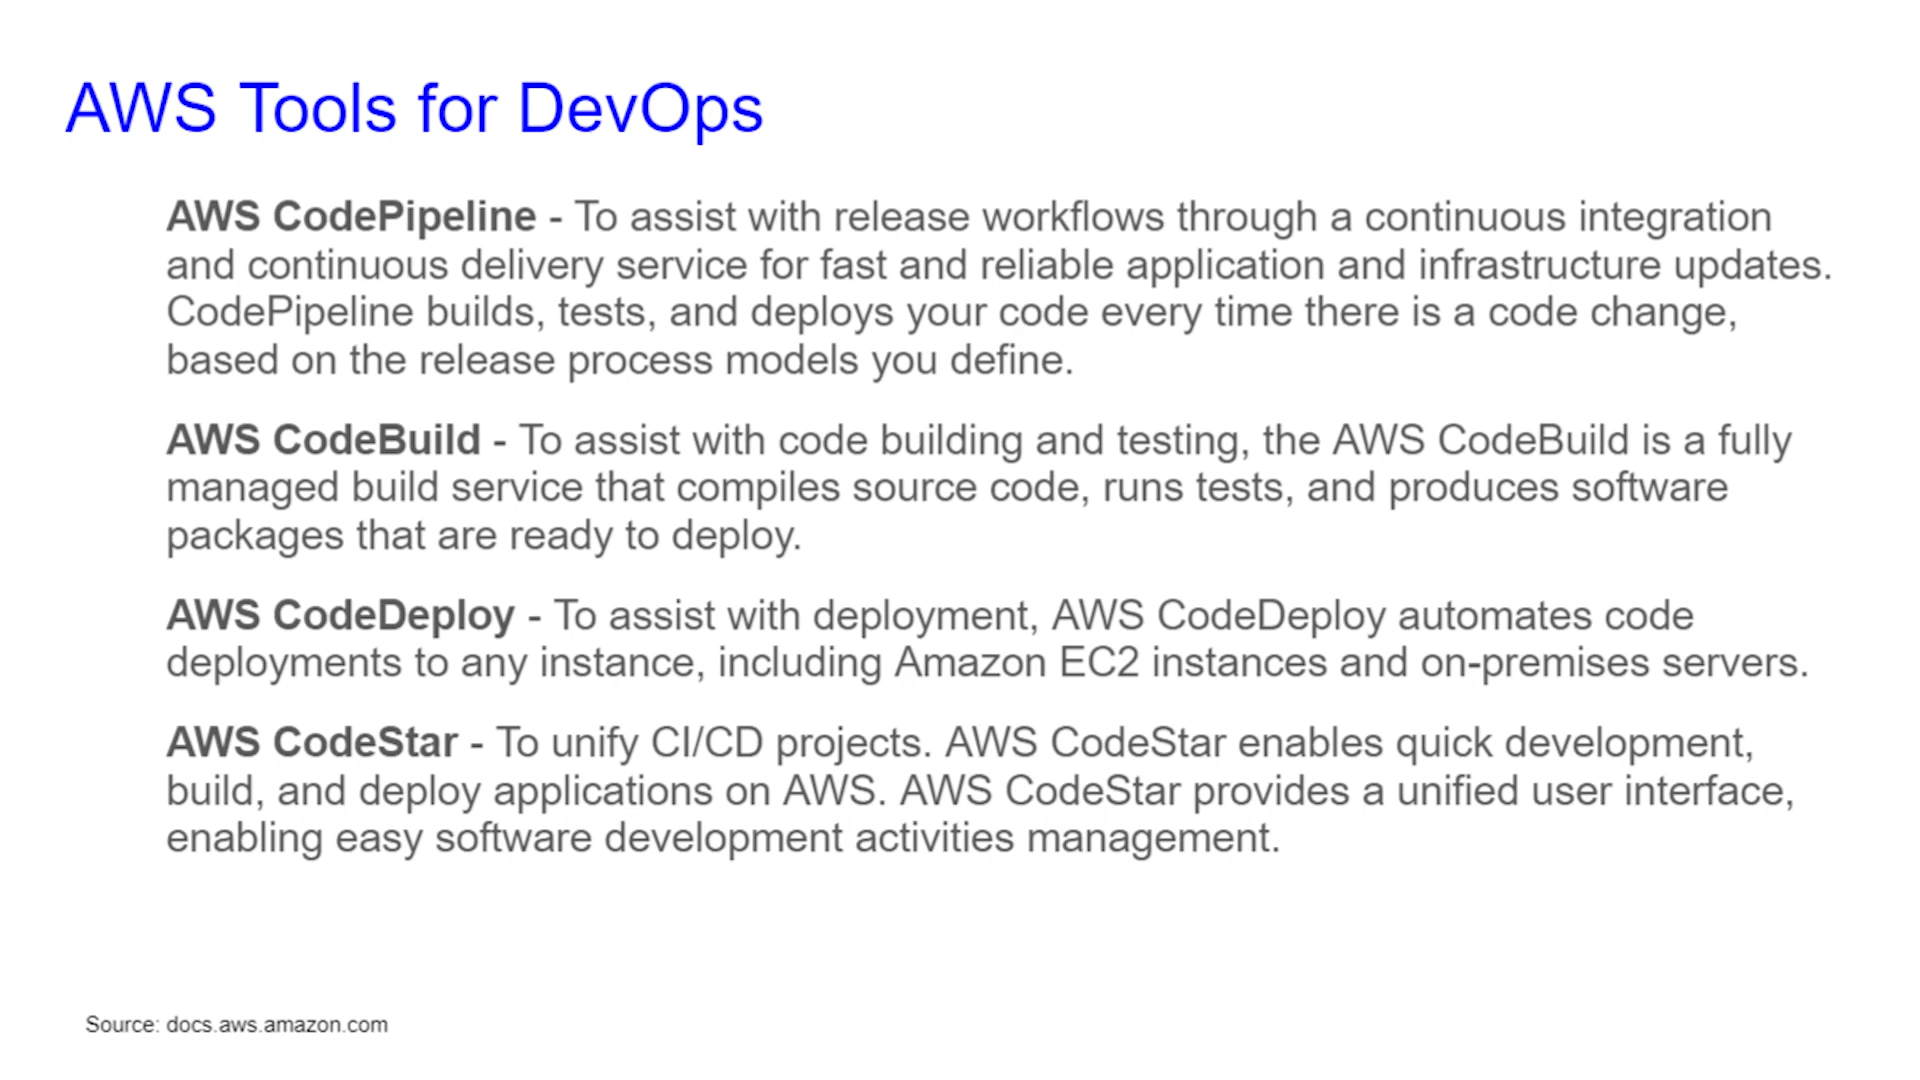 AWS Tools for DevOps
AWS CodePipeline - To assist with release workflows through a continuous integration
and continuous delivery service for fast and reliable application and infrastructure updates.
CodePipeline builds, tests, and deploys your code every time there is a code change,
based on the release process models you define.
AWS CodeBuild - To assist with code building and testing, the AWS CodeBuild is a fully
managed build service that compiles source code, runs tests, and produces software
packages that are ready to deploy.
AWS CodeDeploy - To assist with deployment, AWS CodeDeploy automates code
deployments to any instance, including Amazon EC2 instances and on-premises servers.
AWS CodeStar - To unify CI/CD projects. AWS CodeStar enables quick development,
build, and deploy applications on AWS. AWS CodeStar provides a unified user interface,
enabling easy software development activities management.
Source: docs.aws.amazon.com